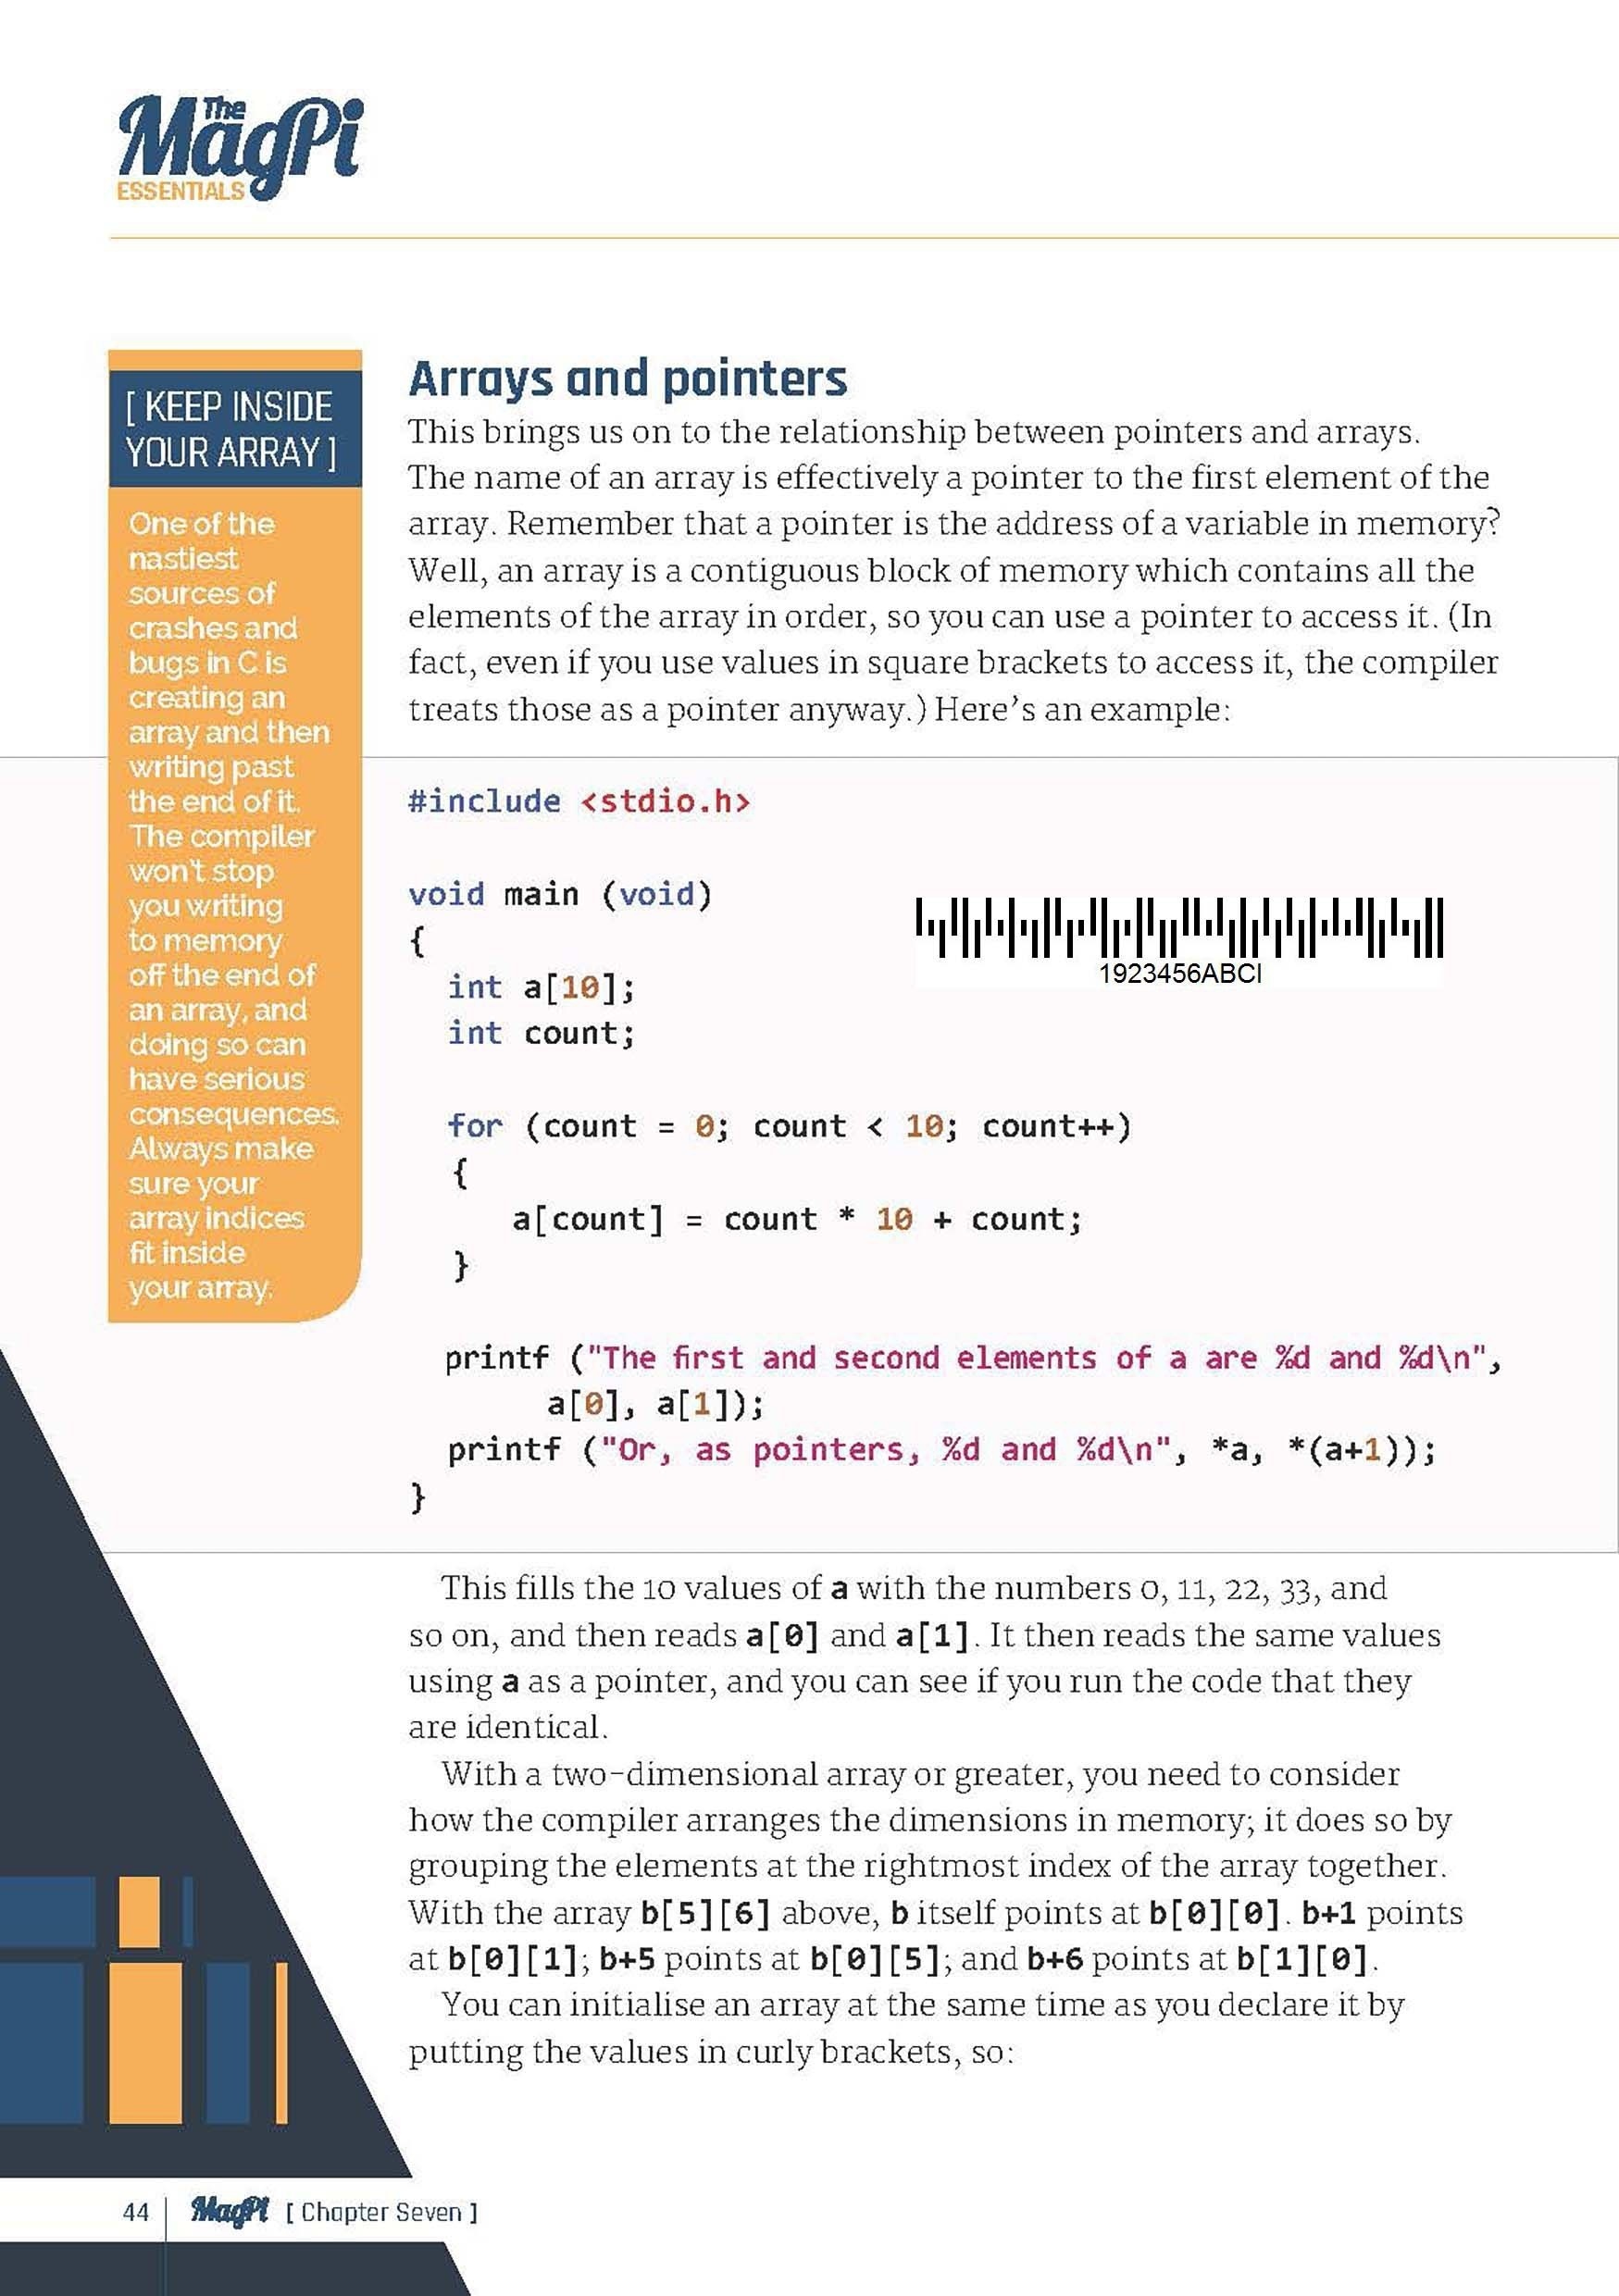 The
MagPi
ESSENTIALS
[ KEEP INSIDE
YOUR ARRAY ]
One of the
nastiest
sources of
crashes and
bugs in C is
creating an
array and then
writing past
the end of it.
The compiler
won't stop
you writing
to memory
off the end of
an array, and
doing so can
have serious
consequences.
Always make
sure your
array indices
fit inside
your array.
Arrays and pointers
This brings us on to the relationship between pointers and arrays.
The name of an array is effectively a pointer to the first element of the
array. Remember that a pointer is the address of a variable in memory?
Well, an array is a contiguous block of memory which contains all the
elements of the array in order, so you can use a pointer to access it. (In
fact, even if you use values in square brackets to access it, the compiler
treats those as a pointer anyway.) Here's an example:
#include <stdio.h>
void main (void)
{
int a[10];
int count;
1923456ABCI
for (count = 0; count < 10; count++)
{
a[count] = count * 10 + count;
}
printf ("The first and second elements of a are %d and %d\n",
a[0], a[1]);
printf ("Or, as pointers, %d and %d\n", *a, *(a+1));
}
This fills the 10 values of a with the numbers 0, 11, 22, 33, and
so on, and then reads a[0] and a[1]. It then reads the same values
using a as a pointer, and you can see if you run the code that they
are identical.
With a two-dimensional array or greater, you need to consider
how the compiler arranges the dimensions in memory; it does so by
grouping the elements at the rightmost index of the array together.
With the array b[5][6] above, b itself points at b[0][0]. b+1 points
at b[0][1]; b+5 points at b[0][5]; and b+6 points at b[1][0].
You can initialise an array at the same time as you declare it by
putting the values in curly brackets, so:
44 MagPi [ Chapter Seven ]